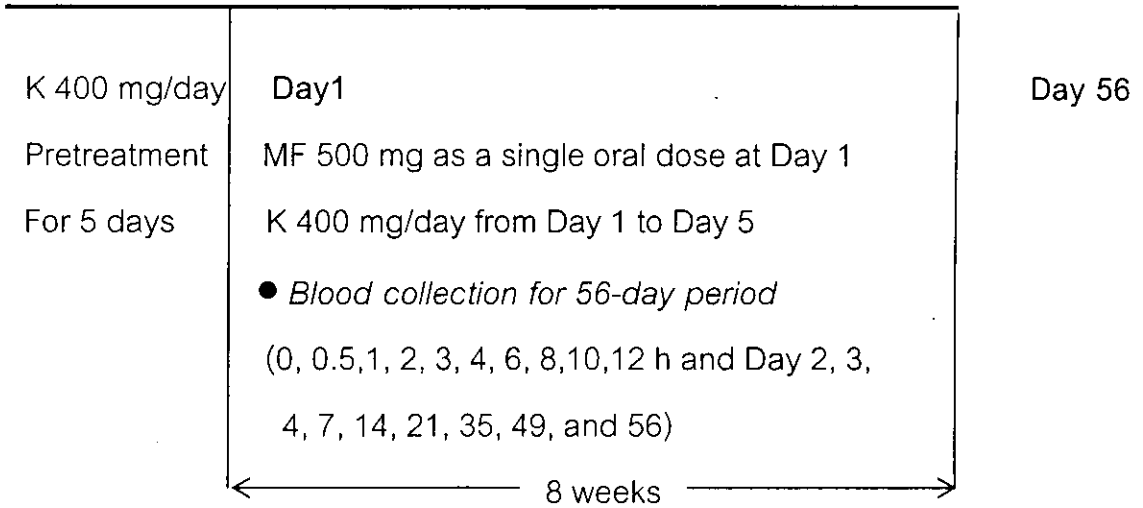 K 400 mg/day Day1 Day 56
Pretreatment MF 500 mg as a single oral dose at Day 1
For 5 days K 400 mg/day from Day 1 to Day 5
● Blood collection for 56-day period
(0, 0.5,1, 2, 3, 4, 6, 8,10,12 h and Day 2, 3,
4, 7, 14, 21, 35, 49, and 56)
8 weeks